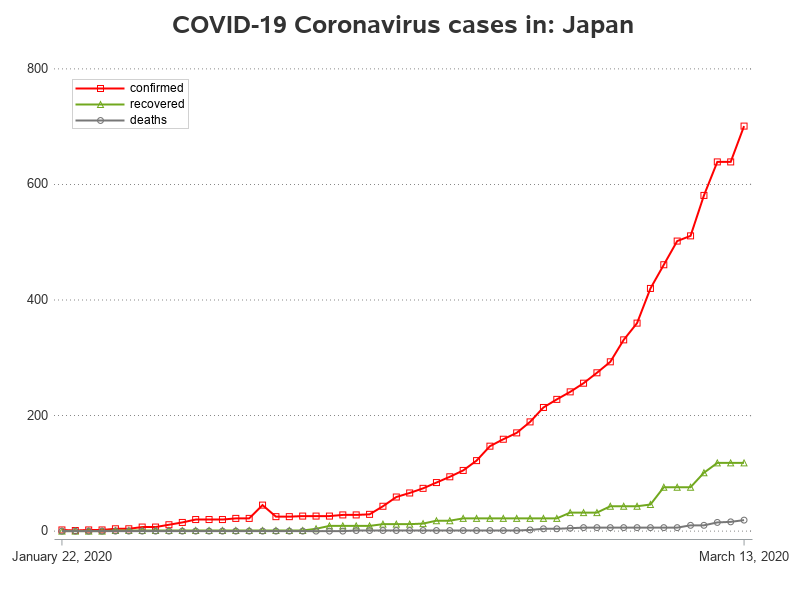 COVID-19 Coronavirus cases in: Japan
800
confirmed
recovered
deaths
600
400
200
0
January 22, 2020
March 13, 2020